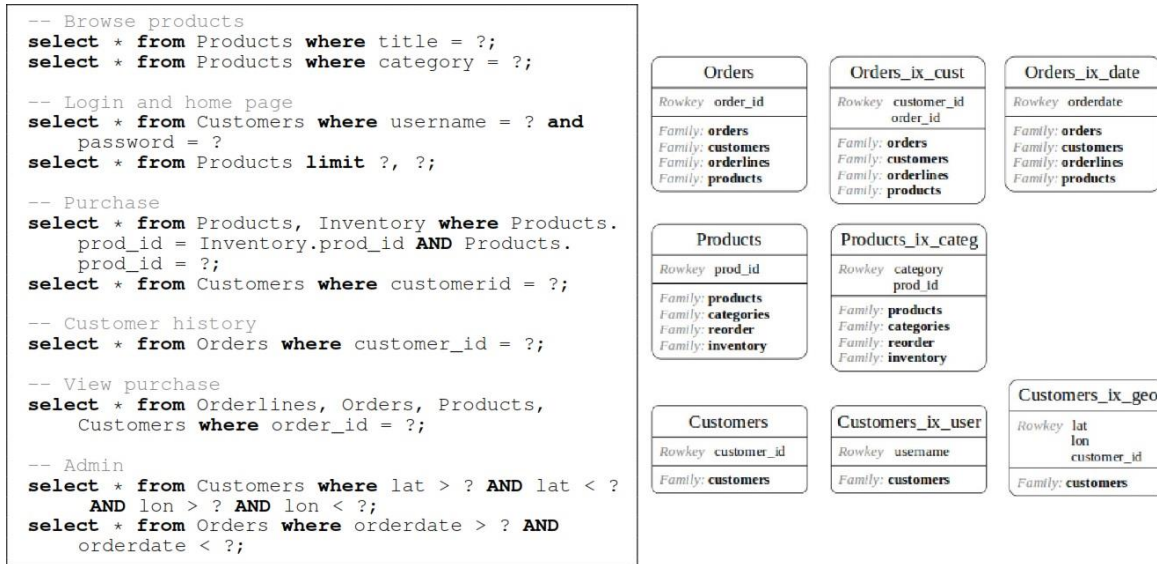 -- Browse products
select * from Products where title = ?;
select * from Products where category = ?;
-- Login and home page
select * from Customers where username = ? and
password = ?
select * from Products limit ?, ?;
-- Purchase
select * from Products, Inventory where Products.
prod_id = Inventory.prod_id AND Products.
prod_id = ?;
select * from Customers where customerid = ?;
-- Customer history
select * from Orders where customer_id = ?;
-- View purchase
select * from Orderlines, Orders, Products,
Customers where order_id = ?;
-- Admin
select * from Customers where lat > ? AND lat < ?
AND lon > ? AND lon < ?;
select * from Orders where orderdate > ? AND
orderdate < ?;
Orders
Rowkey order_id
Family: orders
Family: customers
Family: orderlines
Family: products
Orders_ix_cust
Rowkey customer_id
order_id
Family: orders
Family: customers
Family: orderlines
Family: products
Orders_ix_date
Rowkey orderdate
Family: orders
Family: customers
Family: orderlines
Family: products
Products
Rowkey prod_id
Family: products
Family: categories
Family: reorder
Family: inventory
Products_ix_categ
Rowkey category
prod_id
Family: products
Family: categories
Family: reorder
Family: inventory
Customers
Rowkey customer_id
Family: customers
Customers_ix_user
Rowkey username
Family: customers
Customers_ix_geo
Rowkey lat
lon
customer_id
Family: customers